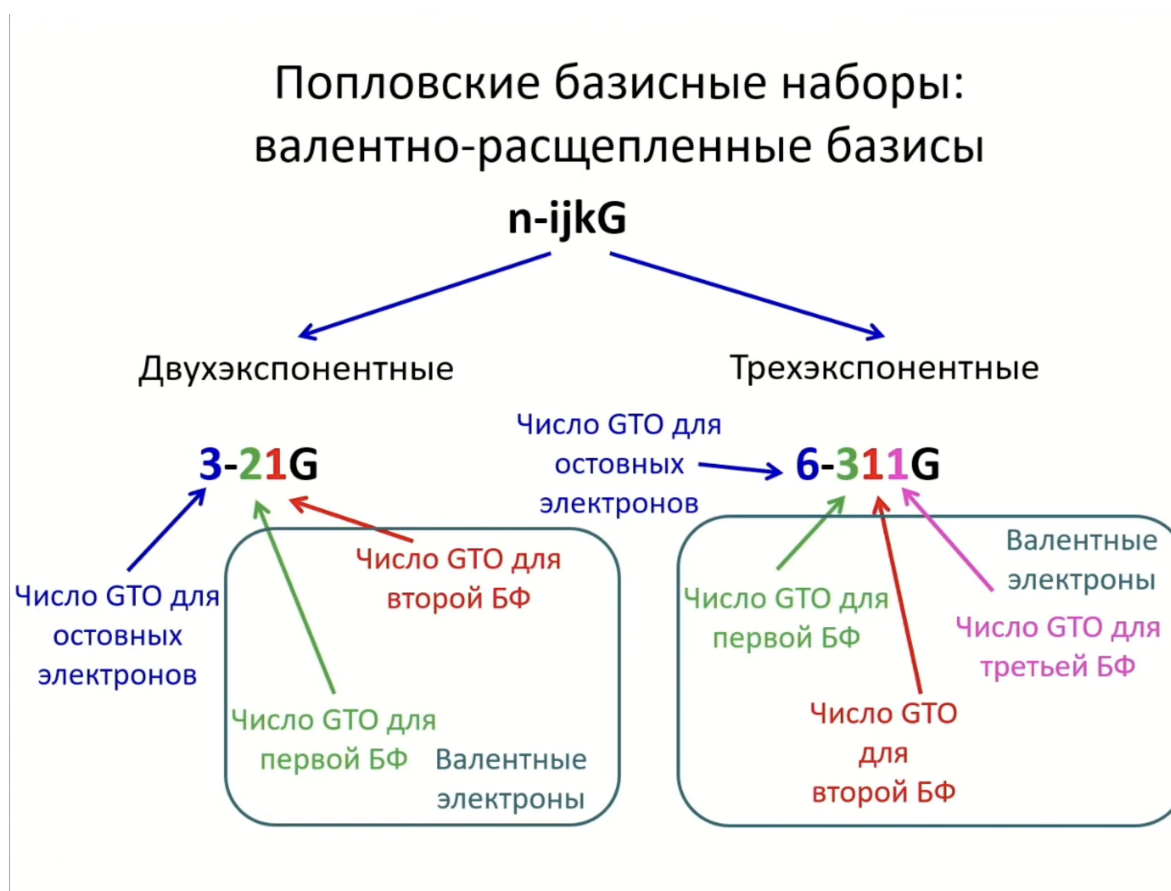 Попловские базисные наборы:
валентно-расщепленные базисы
n-ijkG
Двухэкспонентные
Трехэкспонентные
3-21G
Число GTO для
остовных
электронов
Число GTO для
первой БФ
Число GTO для
второй БФ
Валентные
электроны
Число GTO для
остовных
электронов
6-311G
Число GTO для
первой БФ
Число GTO
для
второй БФ
Число GTO для
третьей БФ
Валентные
электроны